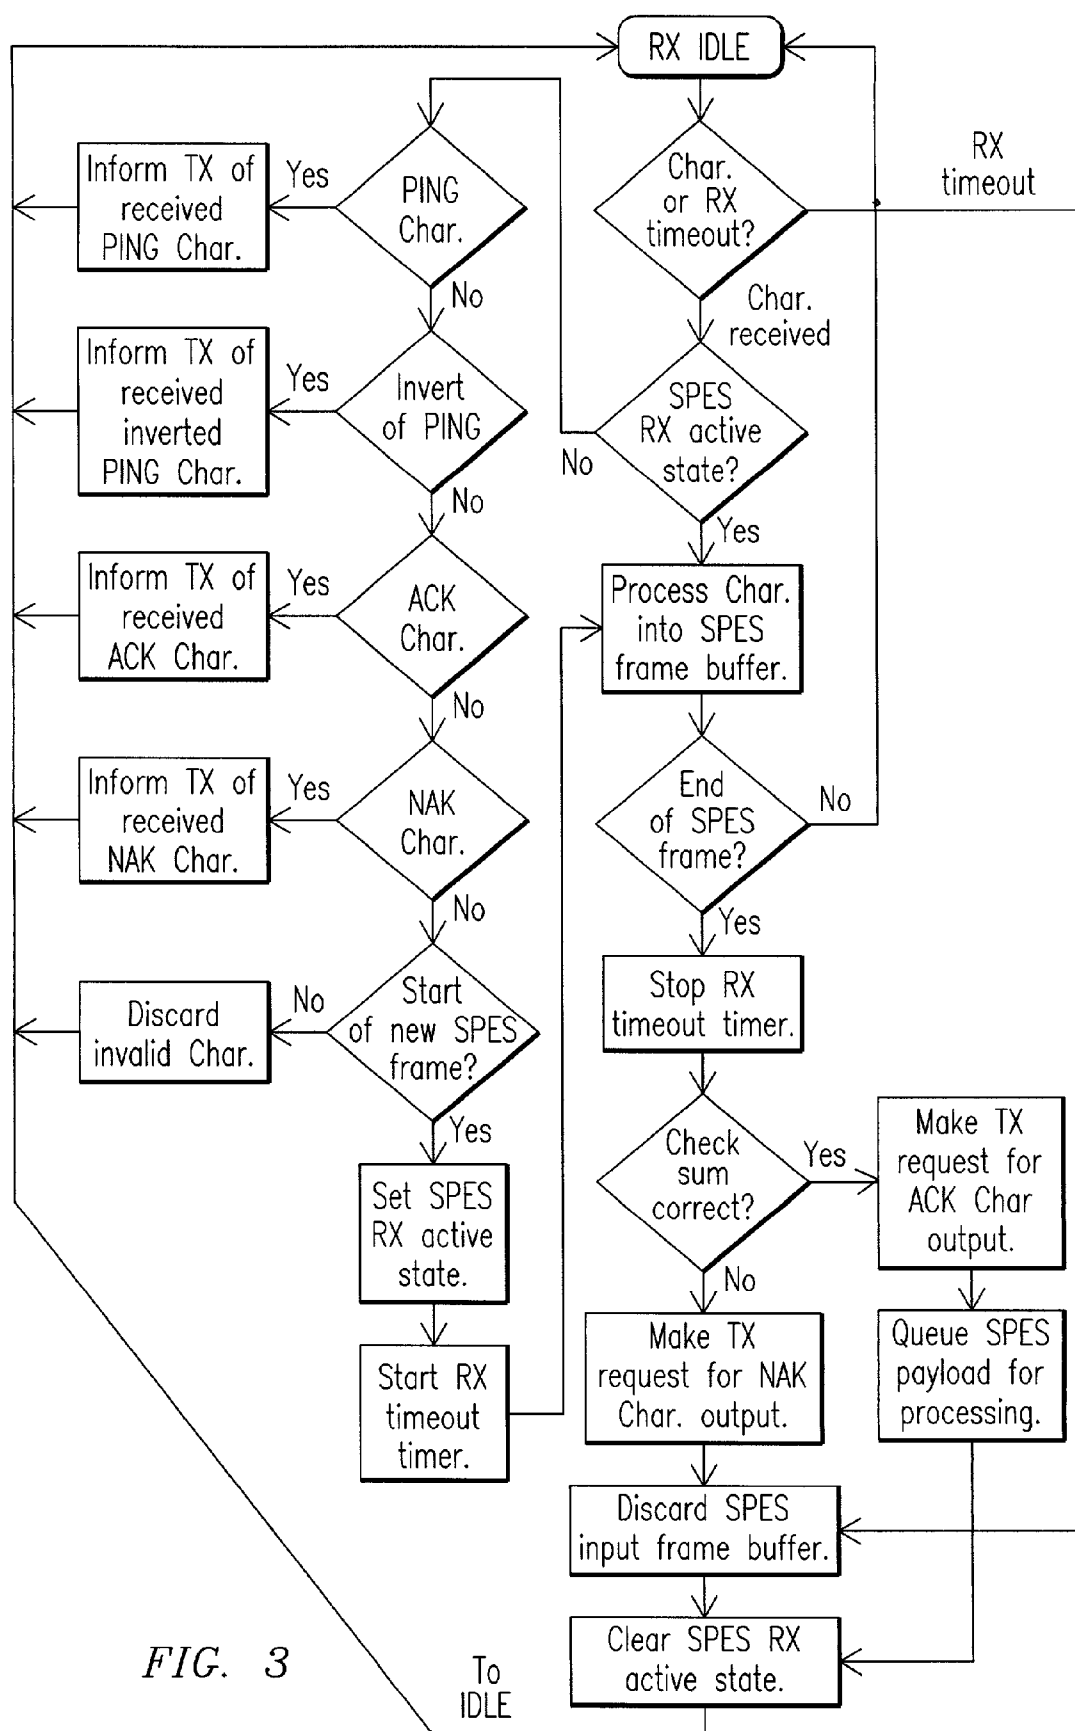 RX IDLE
Char.
or RX
timeout?
RX
timeout
Char.
received
SPES
RX active
state?
No
Yes
PING
Char.
Yes
No
Inform TX of
received
PING Char.
Invert
of PING
Yes
No
Inform TX of
received
inverted
PING Char.
ACK
Char.
Yes
No
Inform TX of
received
ACK Char.
NAK
Char.
Yes
No
Inform TX of
received
NAK Char.
Start
of new SPES
frame?
No
Yes
Discard
invalid Char.
Set SPES
RX active
state.
Start RX
timeout
timer.
Process Char.
into SPES
frame buffer.
End
of SPES
frame?
No
Yes
Stop RX
timeout timer.
Check
sum
correct?
Yes
No
Make TX
request for
ACK Char
output.
Queue SPES
payload for
processing.
Make TX
request for NAK
Char. output.
Discard SPES
input frame buffer.
Clear SPES RX
active state.
To
IDLE
FIG. 3